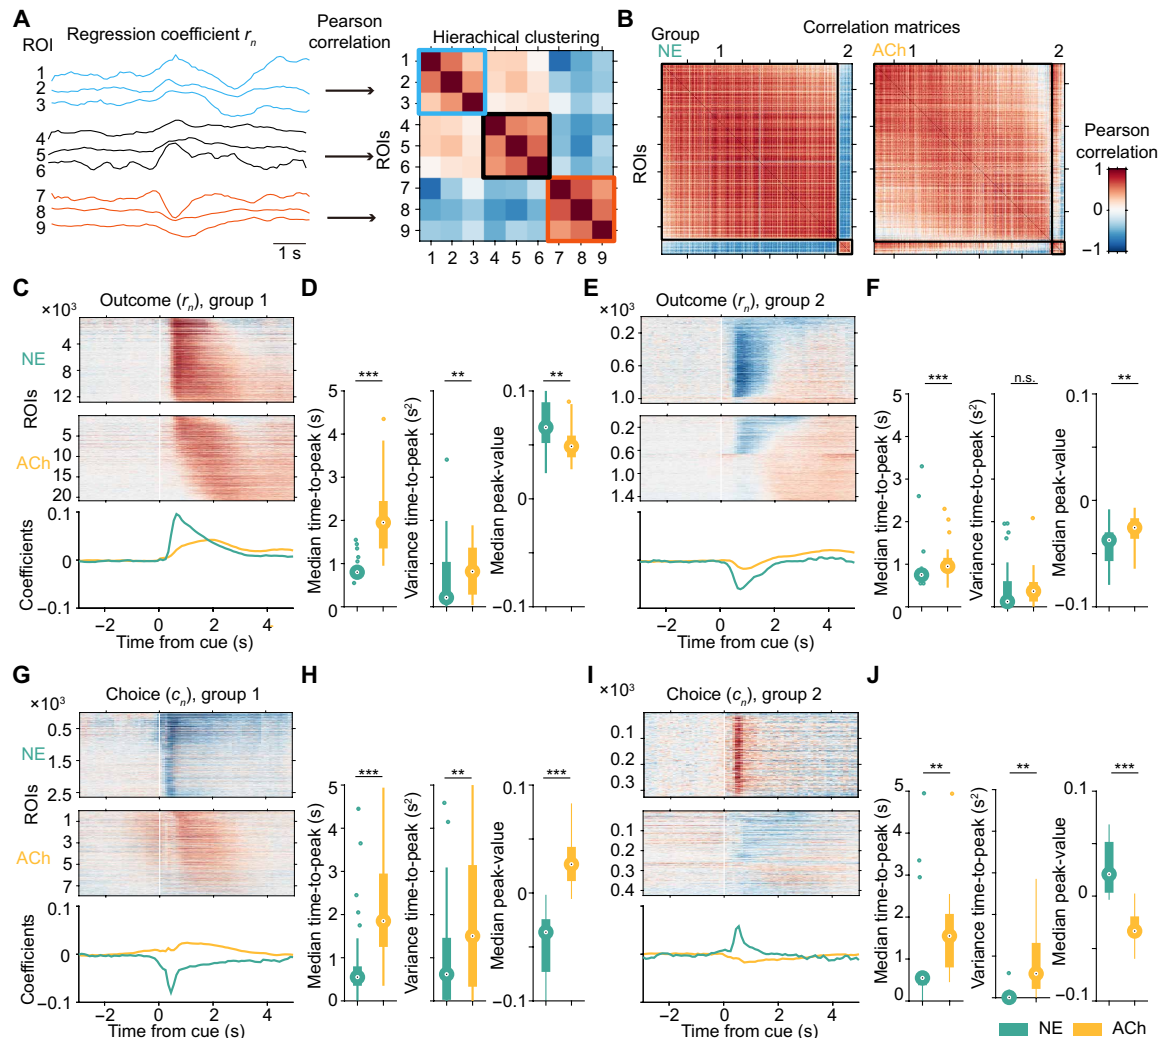 A
ROI
Regression coefficient rn
1
2
3
4
5
6
7
8
9
1 s
Pearson
correlation
Hierachical clustering
ROIs
1
2
3
4
5
6
7
8
9
1 2 3 4 5 6 7 8 9
B
Correlation matrices
Group
NE
1
2
ACh
1
2
ROIs
Pearson
correlation
1
0
−1
C
Outcome (rn), group 1
×10³
NE
4
8
12
ROIs
ACh
5
10
15
20
Coefficients
0.1
0
−0.1
−2 0 2 4
Time from cue (s)
D
***
Median time-to-peak (s)
5
4
3
2
1
0
**
Variance time-to-peak (s²)
**
Median peak-value
0.1
0
−0.1
E
Outcome (rn), group 2
×10³
0.2
0.6
1.0
0.2
0.6
1.0
1.4
−2 0 2 4
Time from cue (s)
F
***
Median time-to-peak (s)
5
4
3
2
1
0
n.s.
Variance time-to-peak (s²)
**
Median peak-value
0.1
0
−0.1
G
Choice (cn), group 1
×10³
NE
0.5
1.5
2.5
ROIs
ACh
1
3
5
7
Coefficients
0.1
0
−0.1
−2 0 2 4
Time from cue (s)
H
***
Median time-to-peak (s)
5
4
3
2
1
0
**
Variance time-to-peak (s²)
***
Median peak-value
0.1
0
−0.1
I
Choice (cn), group 2
×10³
0.1
0.2
0.3
0.1
0.2
0.3
0.4
−2 0 2 4
Time from cue (s)
J
**
Median time-to-peak (s)
5
4
3
2
1
0
**
Variance time-to-peak (s²)
***
Median peak-value
0.1
0
−0.1
NE
ACh